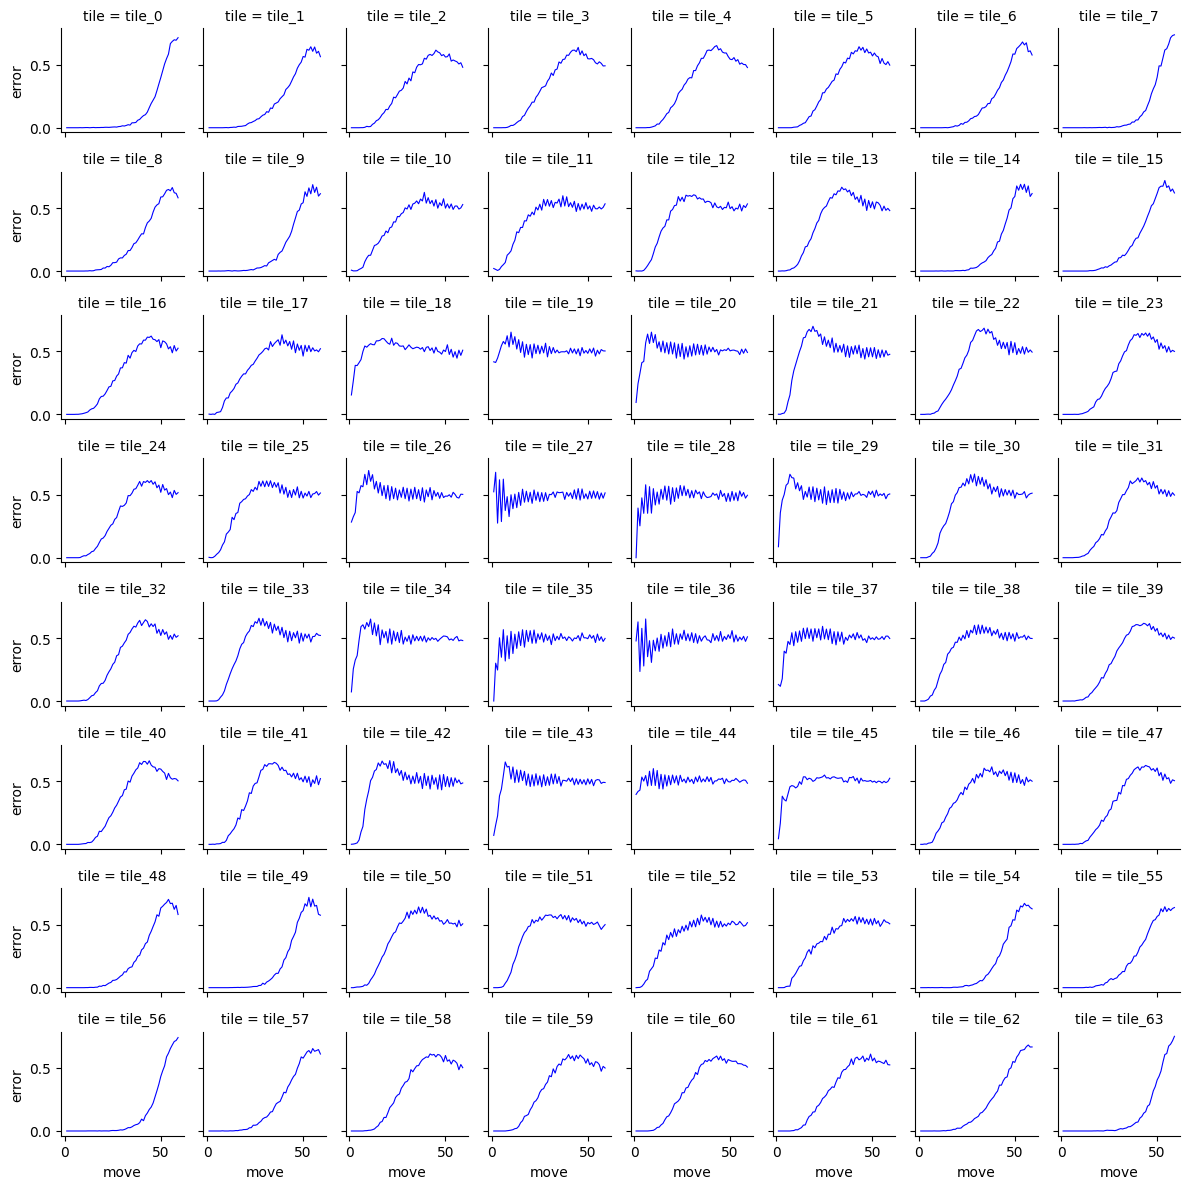 tile = tile_0 tile = tile_1 tile = tile_2 tile = tile_3 tile = tile_4 tile = tile_5 tile = tile_6 tile = tile_7
0.5
error
0.0
tile = tile_8 tile = tile_9 tile = tile_10 tile = tile_11 tile = tile_12 tile = tile_13 tile = tile_14 tile = tile_15
0.5
error
0.0
tile = tile_16 tile = tile_17 tile = tile_18 tile = tile_19 tile = tile_20 tile = tile_21 tile = tile_22 tile = tile_23
0.5
error
0.0
tile = tile_24 tile = tile_25 tile = tile_26 tile = tile_27 tile = tile_28 tile = tile_29 tile = tile_30 tile = tile_31
0.5
error
0.0
tile = tile_32 tile = tile_33 tile = tile_34 tile = tile_35 tile = tile_36 tile = tile_37 tile = tile_38 tile = tile_39
0.5
error
0.0
tile = tile_40 tile = tile_41 tile = tile_42 tile = tile_43 tile = tile_44 tile = tile_45 tile = tile_46 tile = tile_47
0.5
error
0.0
tile = tile_48 tile = tile_49 tile = tile_50 tile = tile_51 tile = tile_52 tile = tile_53 tile = tile_54 tile = tile_55
0.5
error
0.0
tile = tile_56 tile = tile_57 tile = tile_58 tile = tile_59 tile = tile_60 tile = tile_61 tile = tile_62 tile = tile_63
0.5
error
0.0
0 50 0 50 0 50 0 50 0 50 0 50 0 50 0 50
move move move move move move move move